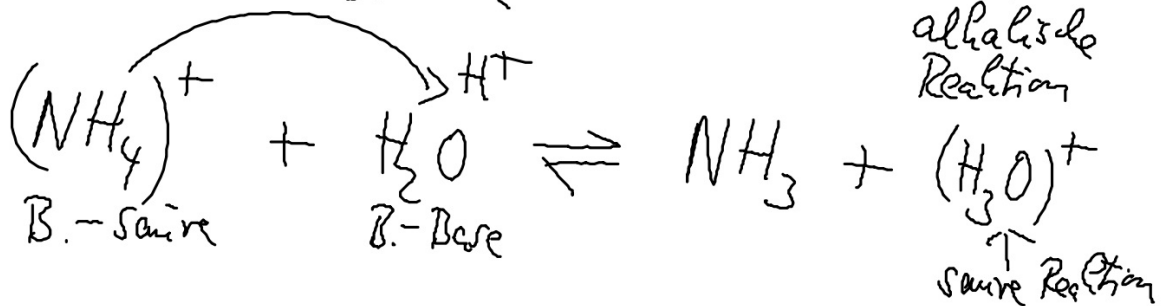 alkalische
Reaktion
(NH₄)⁺ + H₂O H⁺ ⇌ NH₃ + (H₃O)⁺
B.-Säure B.-Base
saure Reaktion